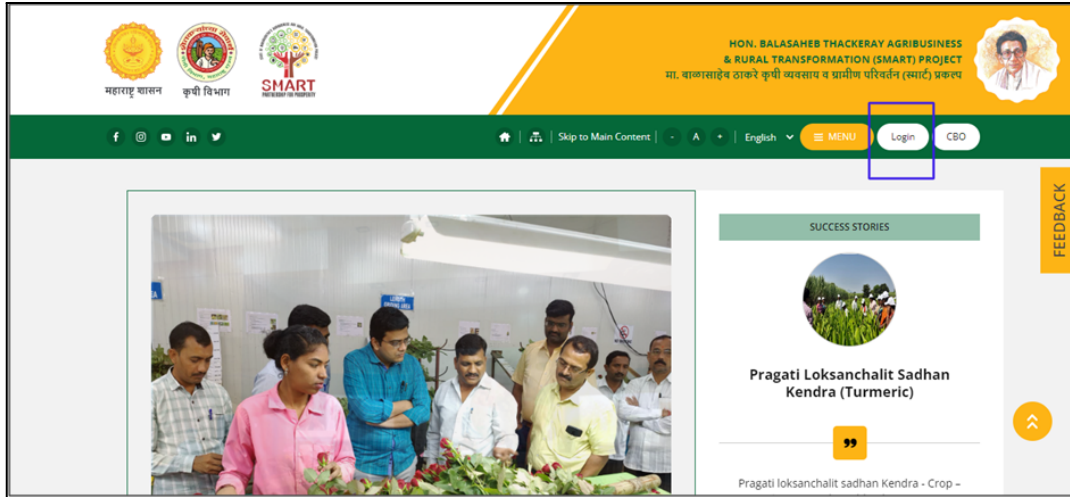 महाराष्ट्र शासन
कृषी विभाग
SMART
HON. BALASAHEB THACKERAY AGRIBUSINESS
& RURAL TRANSFORMATION (SMART) PROJECT
मा. बाळासाहेब ठाकरे कृषी व्यवसाय व ग्रामीण परिवर्तन (स्मार्ट) प्रकल्प
Skip to Main Content
-
A
+
English
MENU
Login
CBO
FEEDBACK
SUCCESS STORIES
Pragati Loksanchalit Sadhan
Kendra (Turmeric)
Pragati loksanchalit sadhan Kendra - Crop –